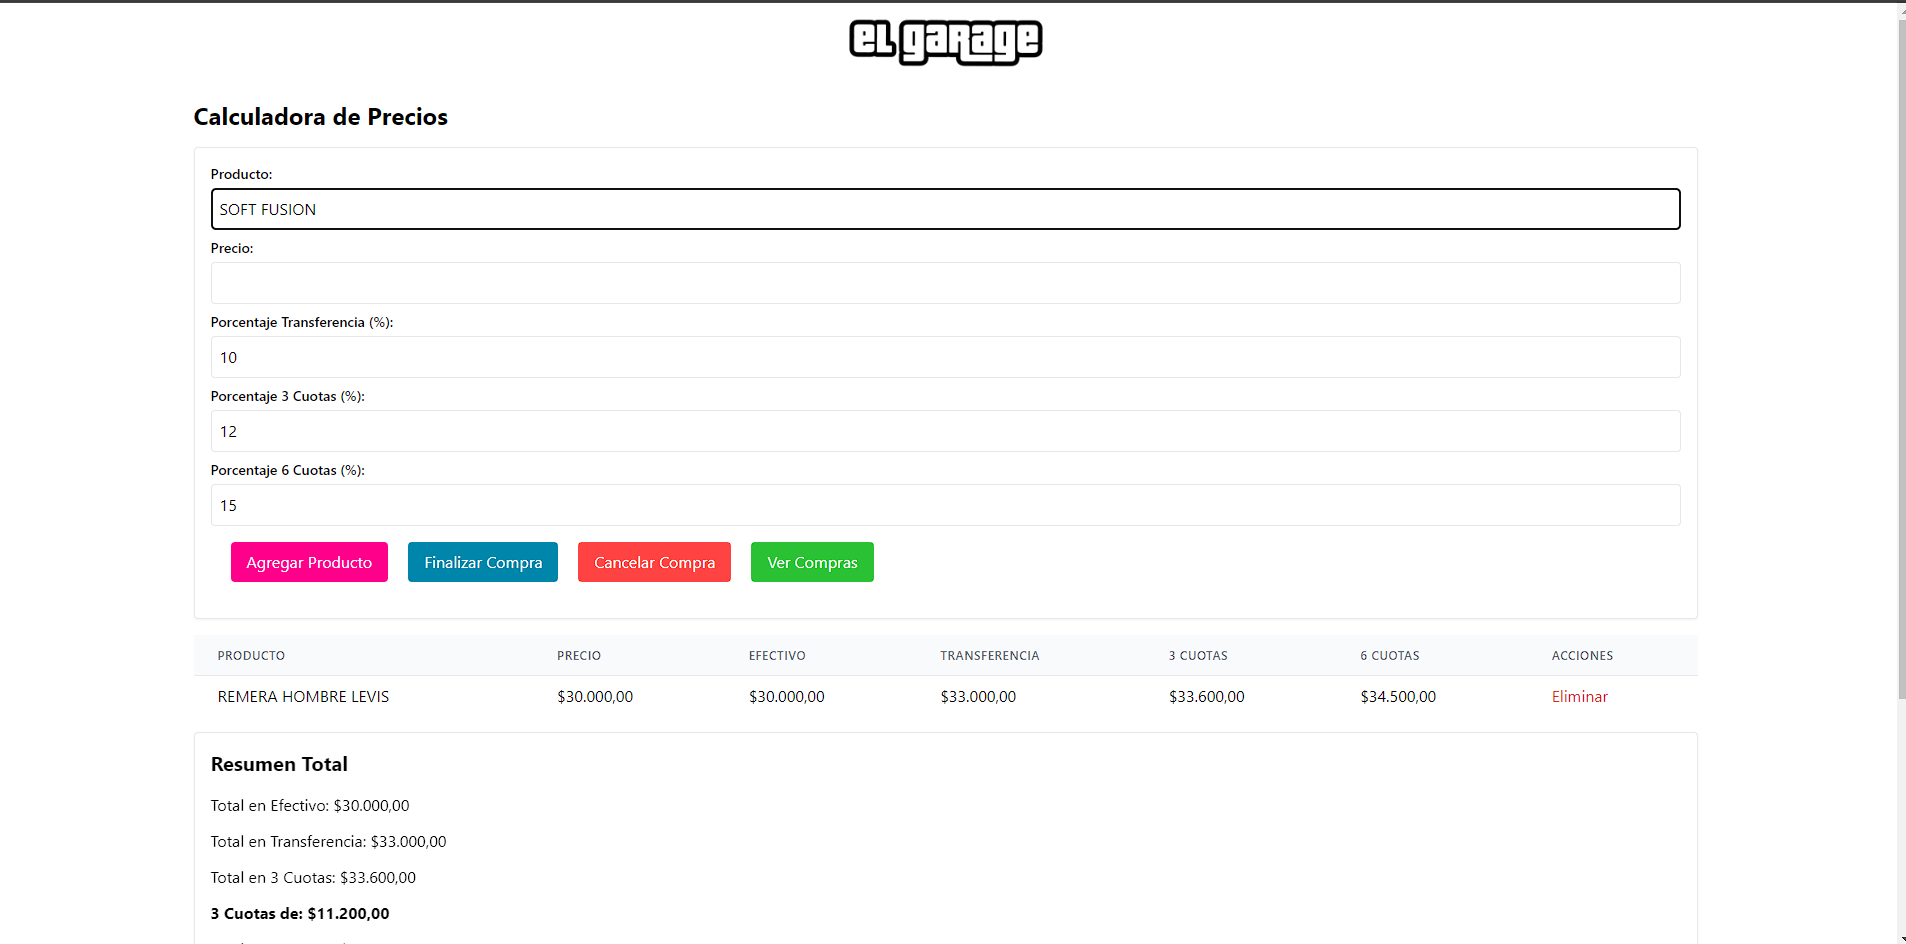 EL GARAGE
Calculadora de Precios
Producto:
SOFT FUSION
Precio:
Porcentaje Transferencia (%):
10
Porcentaje 3 Cuotas (%):
12
Porcentaje 6 Cuotas (%):
15
Agregar Producto Finalizar Compra Cancelar Compra Ver Compras
PRODUCTO PRECIO EFECTIVO TRANSFERENCIA 3 CUOTAS 6 CUOTAS ACCIONES
REMERA HOMBRE LEVIS $30.000,00 $30.000,00 $33.000,00 $33.600,00 $34.500,00 Eliminar
Resumen Total
Total en Efectivo: $30.000,00
Total en Transferencia: $33.000,00
Total en 3 Cuotas: $33.600,00
3 Cuotas de: $11.200,00